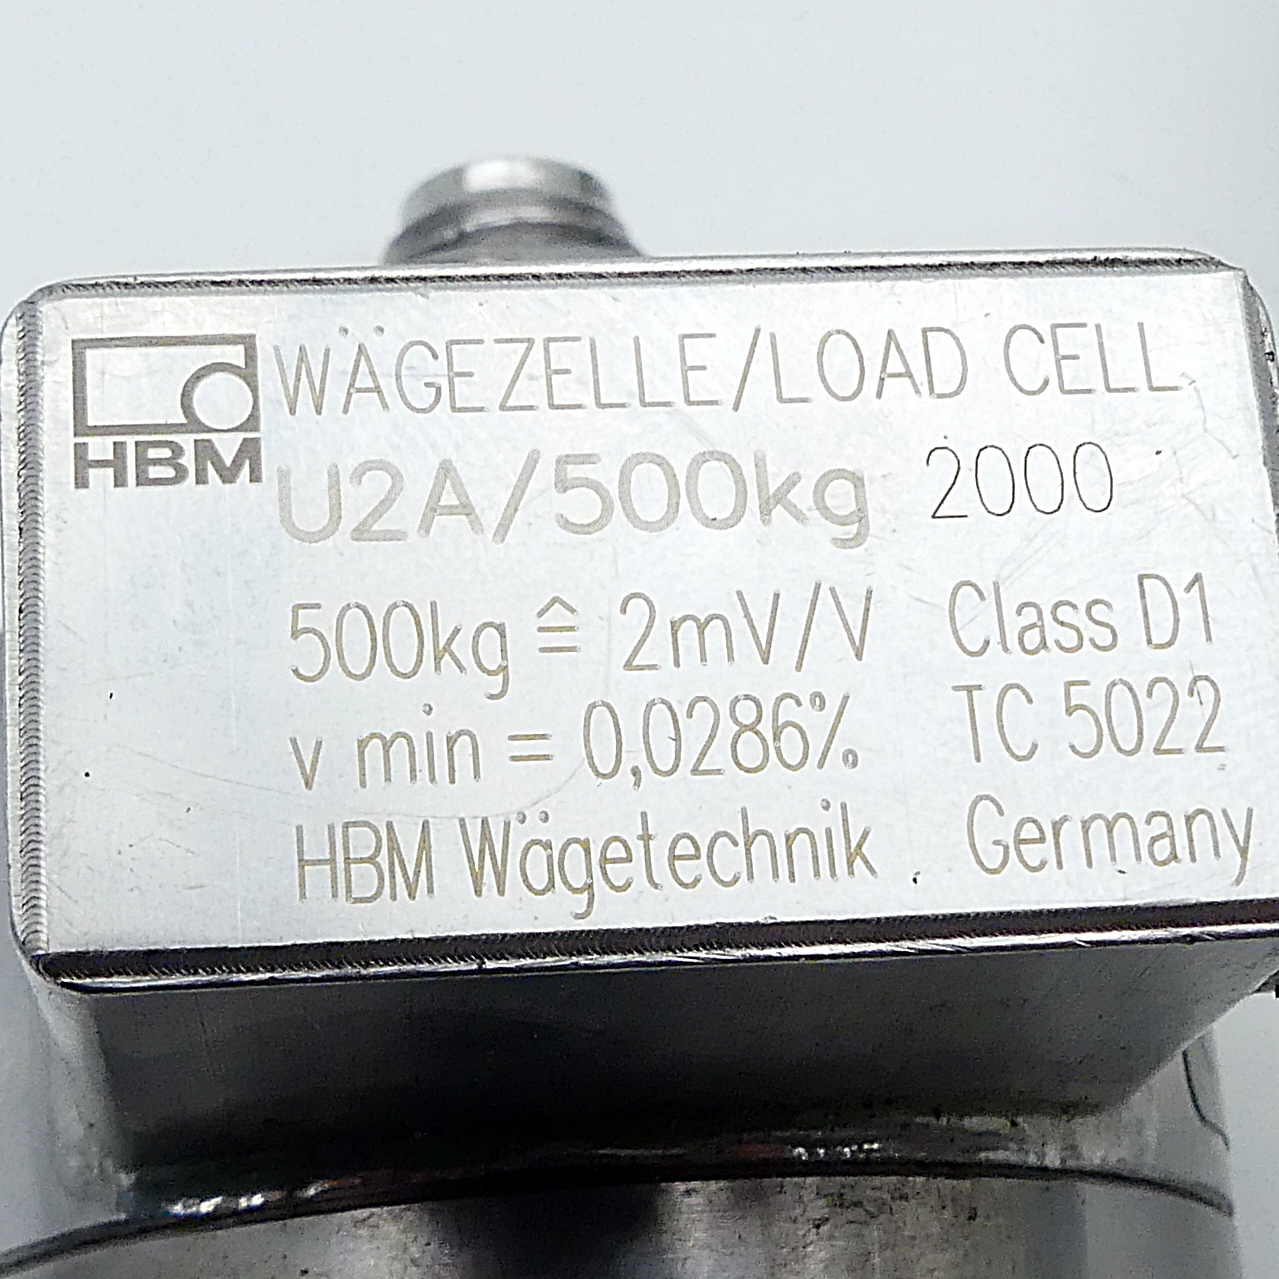 HBM
WÄGEZELLE/LOAD CELL
U2A/500kg 2000
500kg ≙ 2mV/V Class D1
v min = 0,0286% TC 5022
HBM Wägetechnik Germany